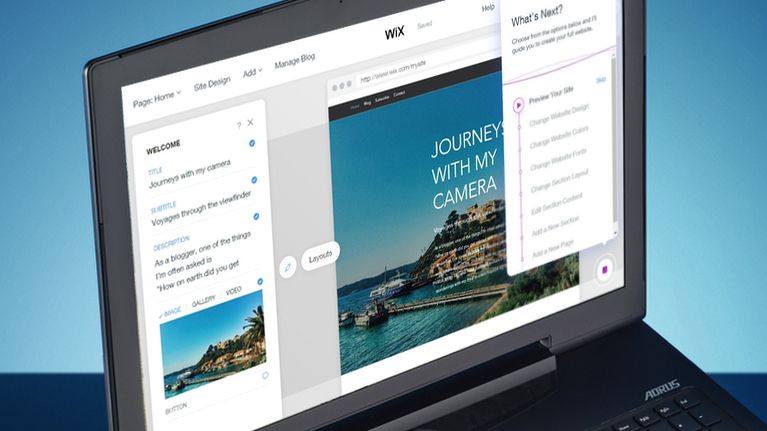 WiX
Saved
Help
Page: Home
Site Design
Add
Manage Blog
WELCOME
?
TITLE
Journeys with my camera
SUBTITLE
Voyages through the viewfinder
DESCRIPTION
As a blogger, one of the things
I'm often asked is
"How on earth did you get
IMAGE
GALLERY
VIDEO
BUTTON
Layouts
http://www.wix.com/mysite
Home
Blog
Subscribe
Contact
JOURNEYS
WITH MY
CAMERA
What's Next?
Choose from the options below and I'll
guide you to create your full website.
Preview Your Site
Skip
Change Website Design
Change Website Colors
Change Website Fonts
Change Section Layout
Edit Section Content
Add a New Section
Add a New Page
AORUS